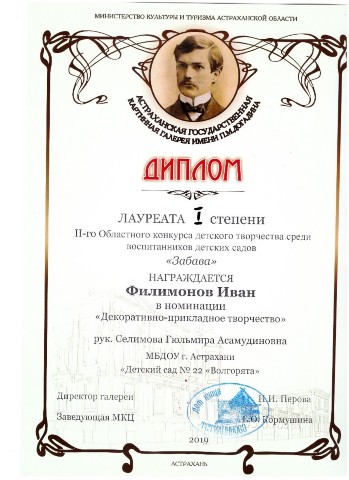 МИНИСТЕРСТВО КУЛЬТУРЫ И ТУРИЗМА АСТРАХАНСКОЙ ОБЛАСТИ
АСТРАХАНСКАЯ ГОСУДАРСТВЕННАЯ
КАРТИННАЯ ГАЛЕРЕЯ ИМЕНИ П.М.ДОГАДИНА
ДИПЛОМ
ЛАУРЕАТА I степени
II-го Областного конкурса детского творчества среди
воспитанников детских садов
«Забава»
НАГРАЖДАЕТСЯ
Филимонов Иван
в номинации
«Декоративно-прикладное творчество»
рук. Селимова Гюльмира Асамудиновна
МБДОУ г. Астрахани
«Детский сад № 22 «Волгорята»
Директор галереи
И.И. Перова
Заведующая МКЦ
Кормушина
2019
АСТРАХАНЬ